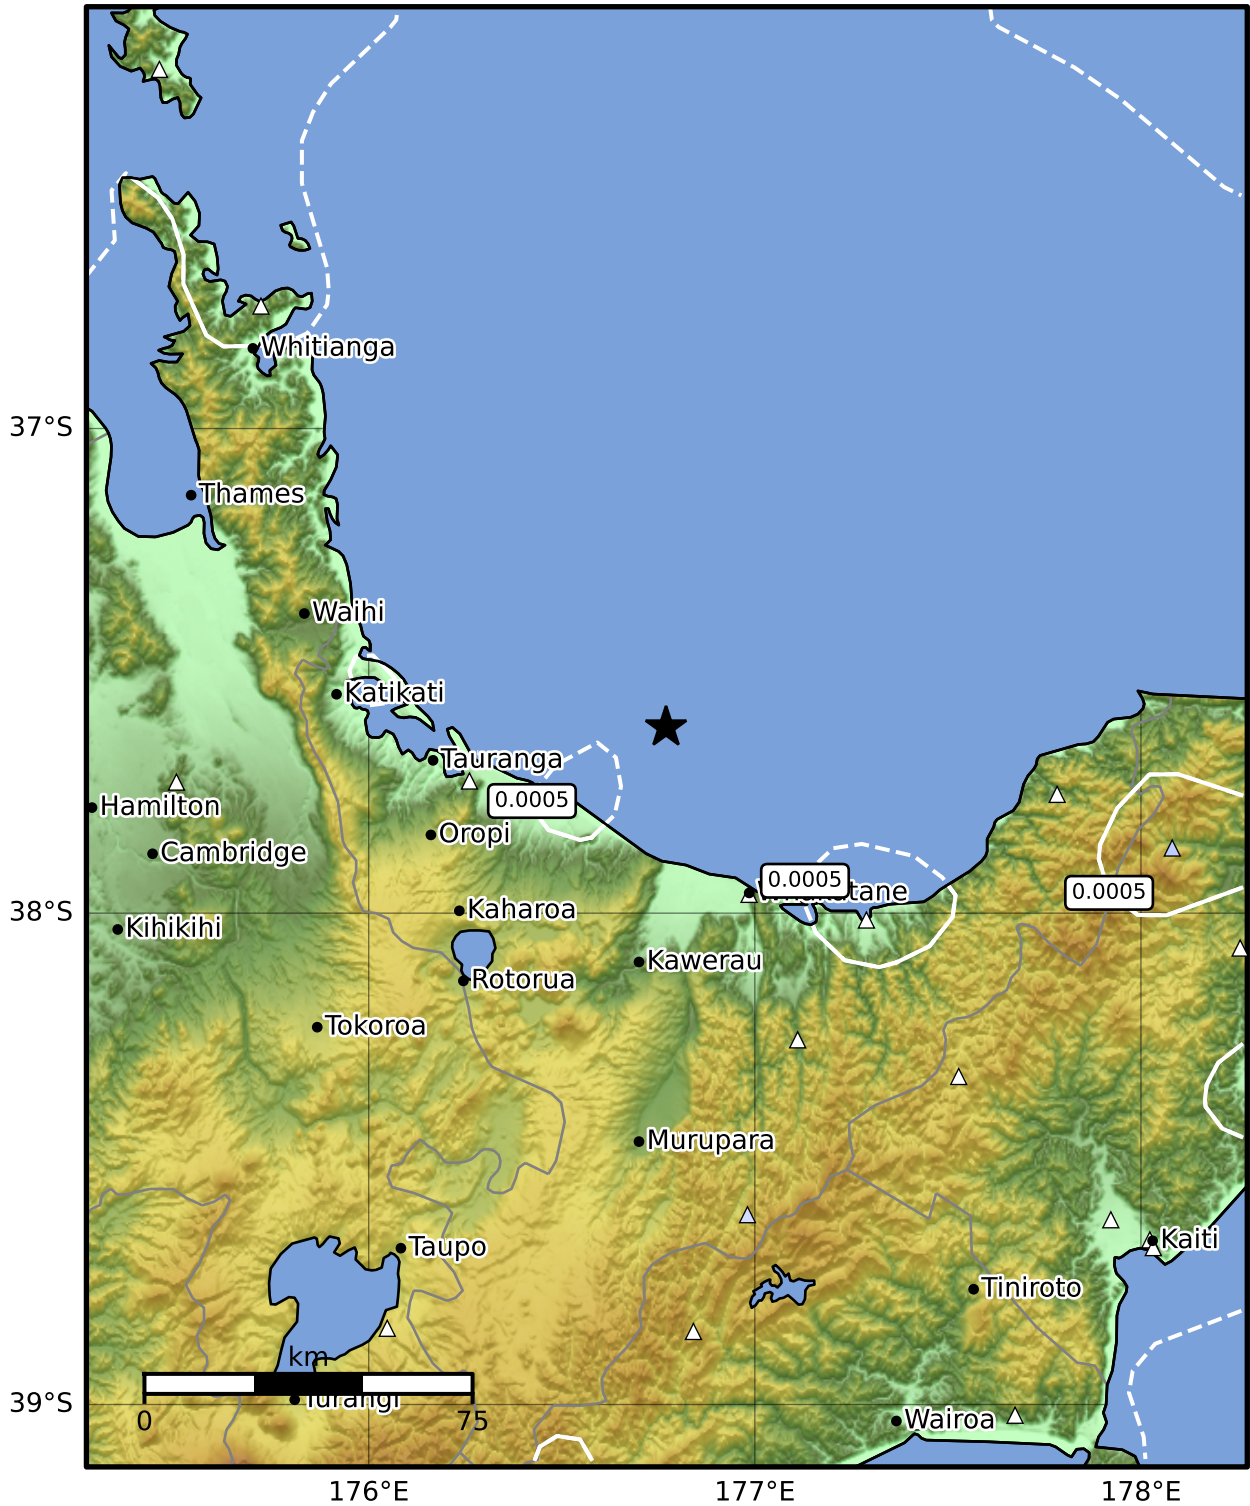 Whitianga
37°S
Thames
Waihi
Katikati
Tauranga
0.0005
Hamilton
Oropi
Cambridge
0.0005
0.0005
38°S
Kaharoa
Kihikihi
Kawerau
Rotorua
Tokoroa
Murupara
Kaiti
Taupo
Tiniroto
km
39°S
Turangi
0
75
Wairoa
176°E
177°E
178°E